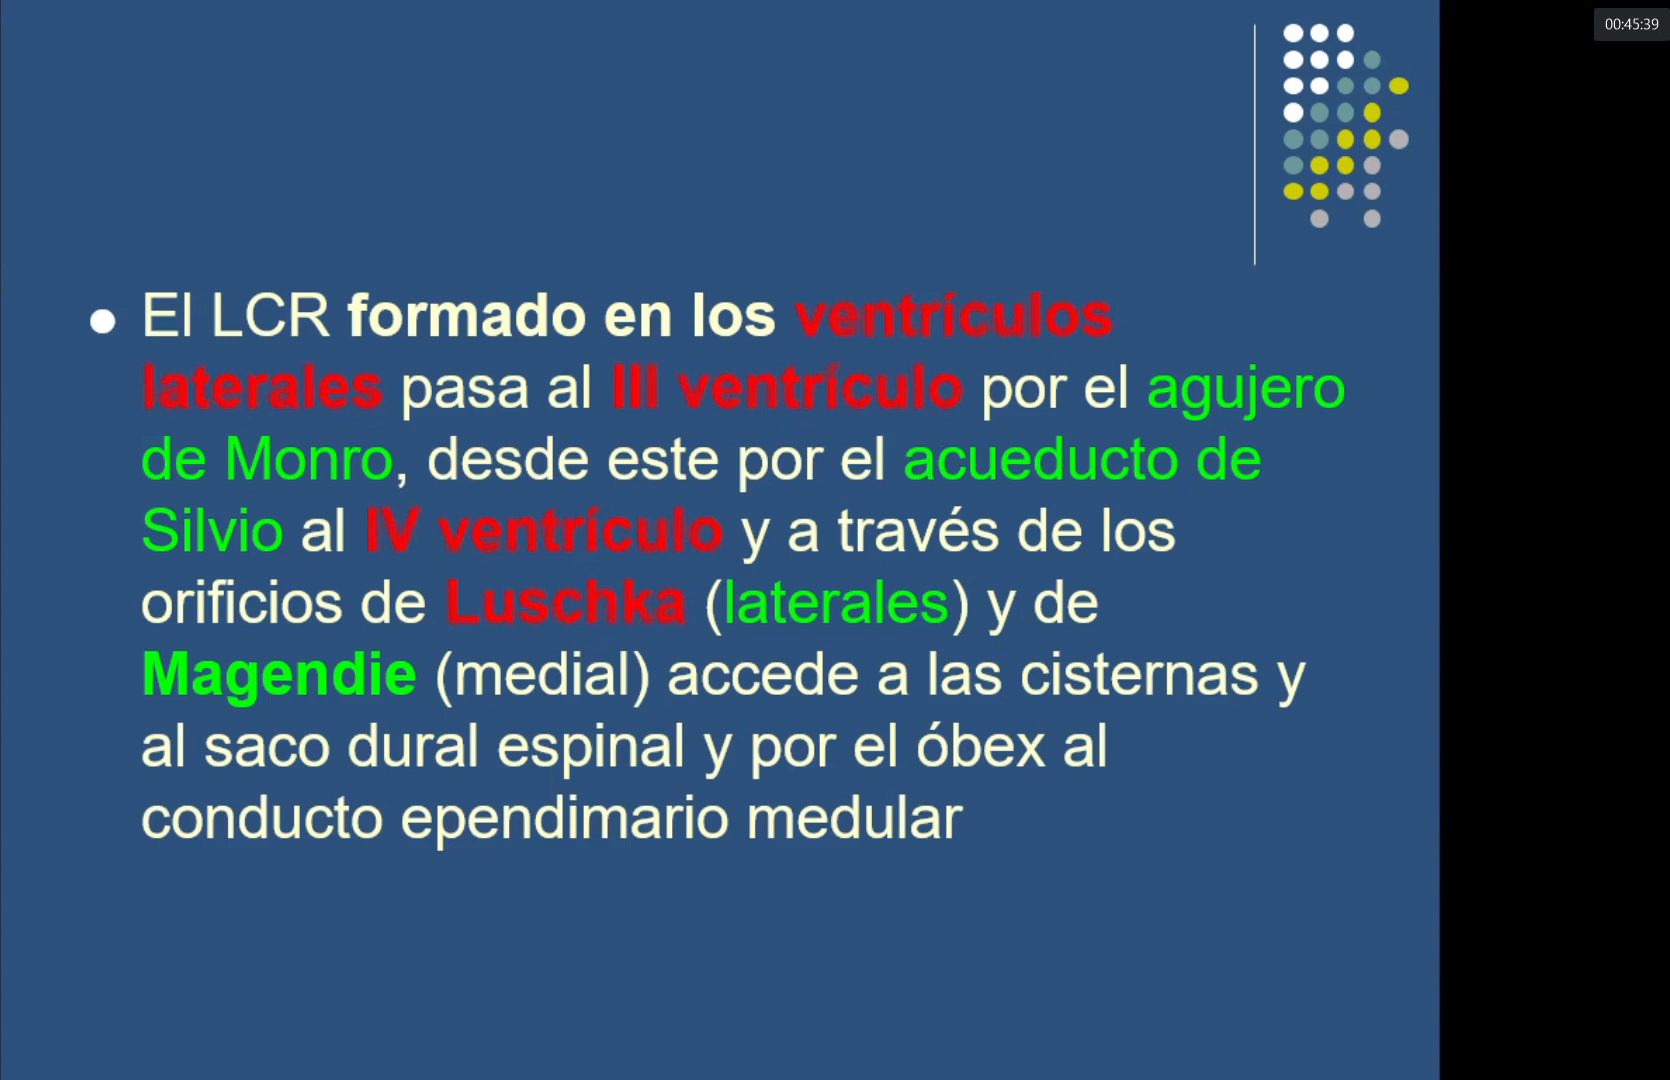 00:45:39
El LCR formado en los ventrículos
laterales pasa al III ventrículo por el agujero
de Monro, desde este por el acueducto de
Silvio al IV ventrículo y a través de los
orificios de Luschka (laterales) y de
Magendie (medial) accede a las cisternas y
al saco dural espinal y por el óbex al
conducto ependimario medular